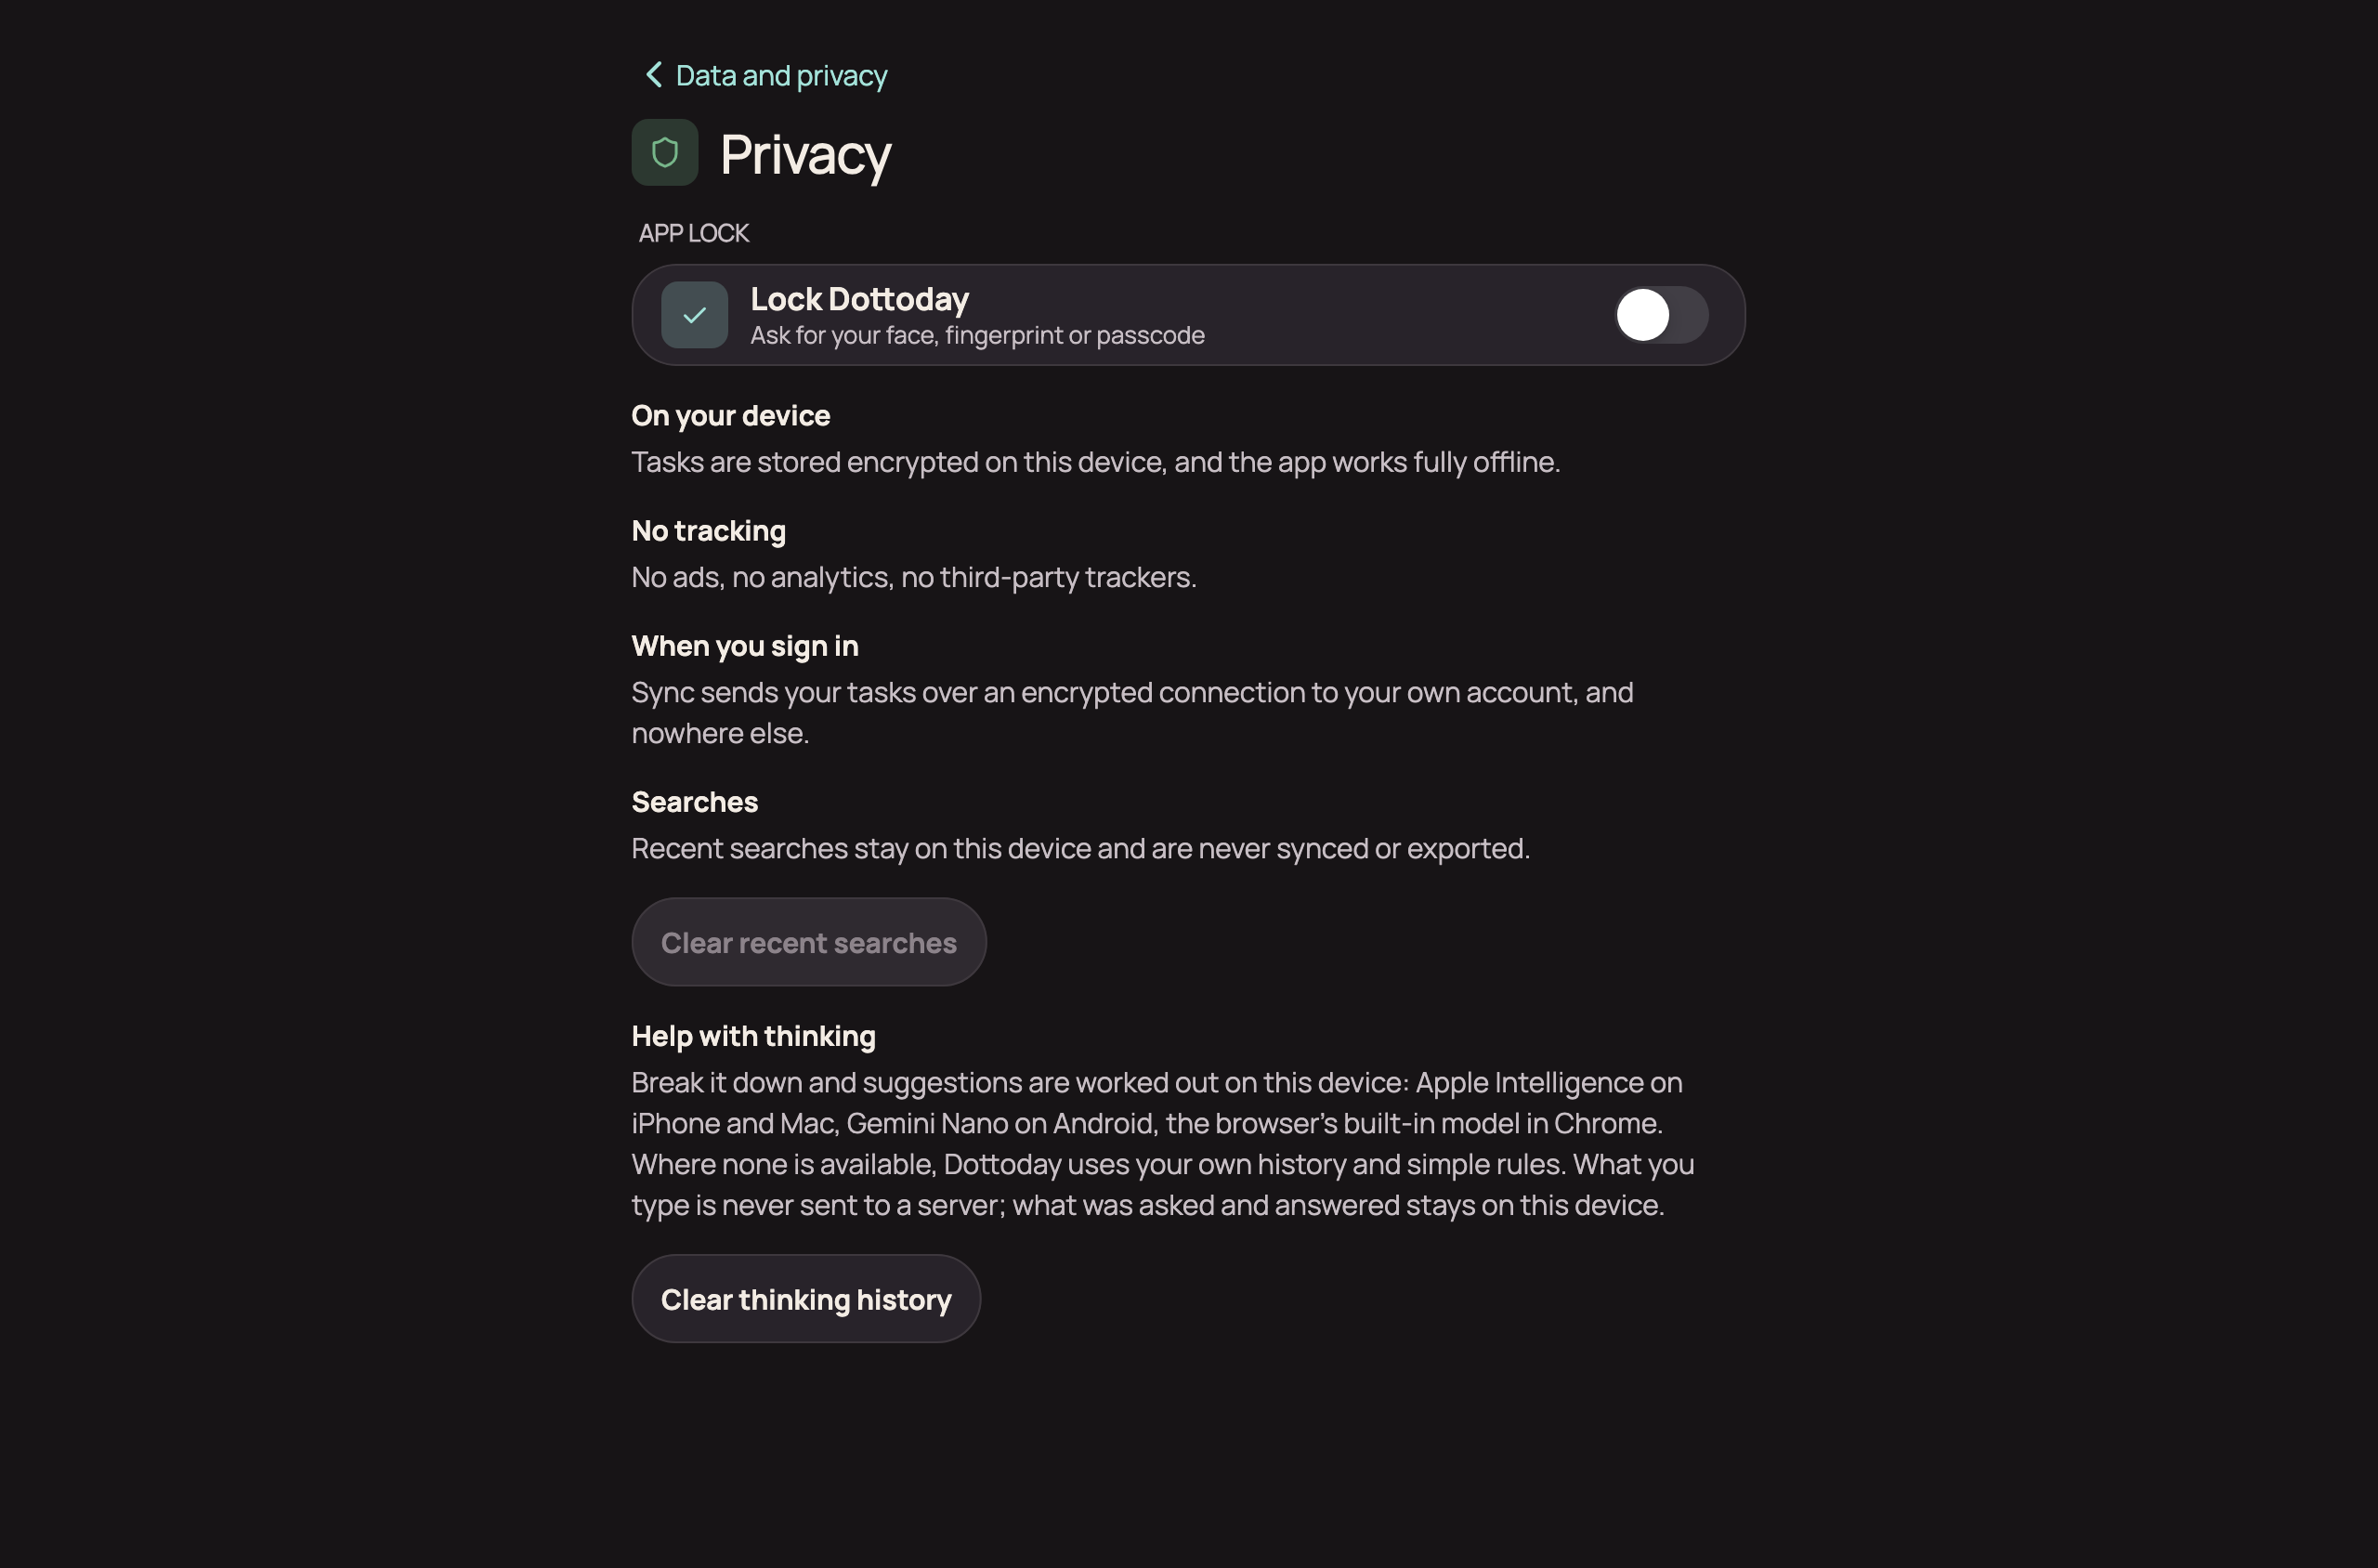 Data and privacy
Privacy
APP LOCK
Lock Dottoday
Ask for your face, fingerprint or passcode
On your device
Tasks are stored encrypted on this device, and the app works fully offline.
No tracking
No ads, no analytics, no third-party trackers.
When you sign in
Sync sends your tasks over an encrypted connection to your own account, and
nowhere else.
Searches
Recent searches stay on this device and are never synced or exported.
Clear recent searches
Help with thinking
Break it down and suggestions are worked out on this device: Apple Intelligence on
iPhone and Mac, Gemini Nano on Android, the browser’s built-in model in Chrome.
Where none is available, Dottoday uses your own history and simple rules. What you
type is never sent to a server; what was asked and answered stays on this device.
Clear thinking history